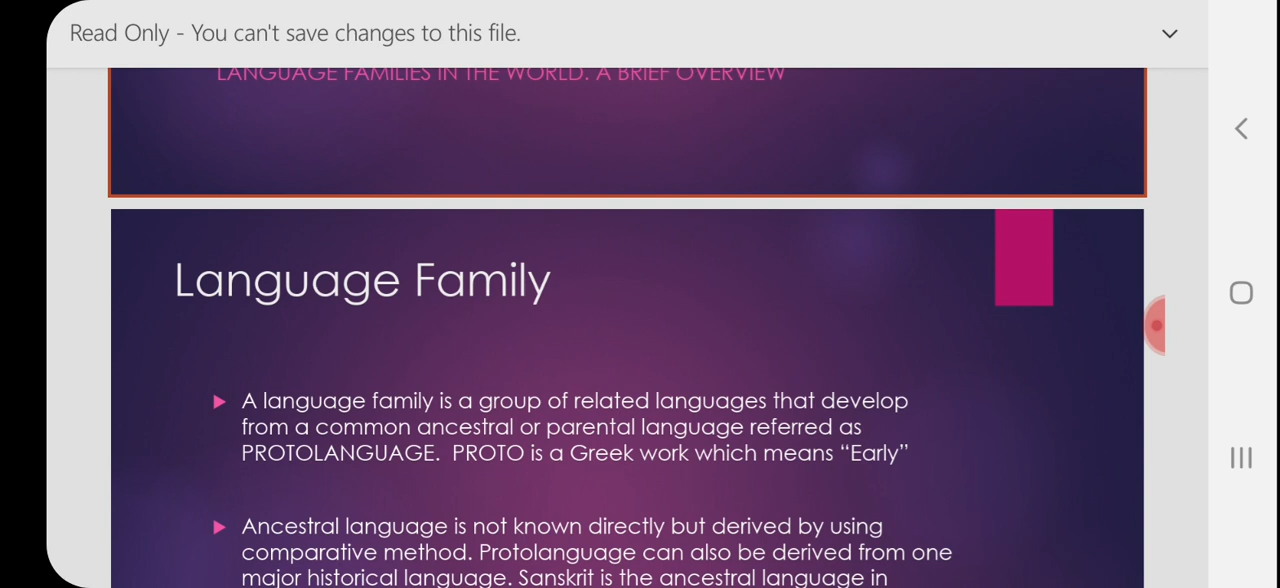 Read Only - You can't save changes to this file.
LANGUAGE FAMILIES IN THE WORLD. A BRIEF OVERVIEW
Language Family
A language family is a group of related languages that develop
from a common ancestral or parental language referred as
PROTOLANGUAGE. PROTO is a Greek work which means “Early”
Ancestral language is not known directly but derived by using
comparative method. Protolanguage can also be derived from one
major historical language. Sanskrit is the ancestral language in